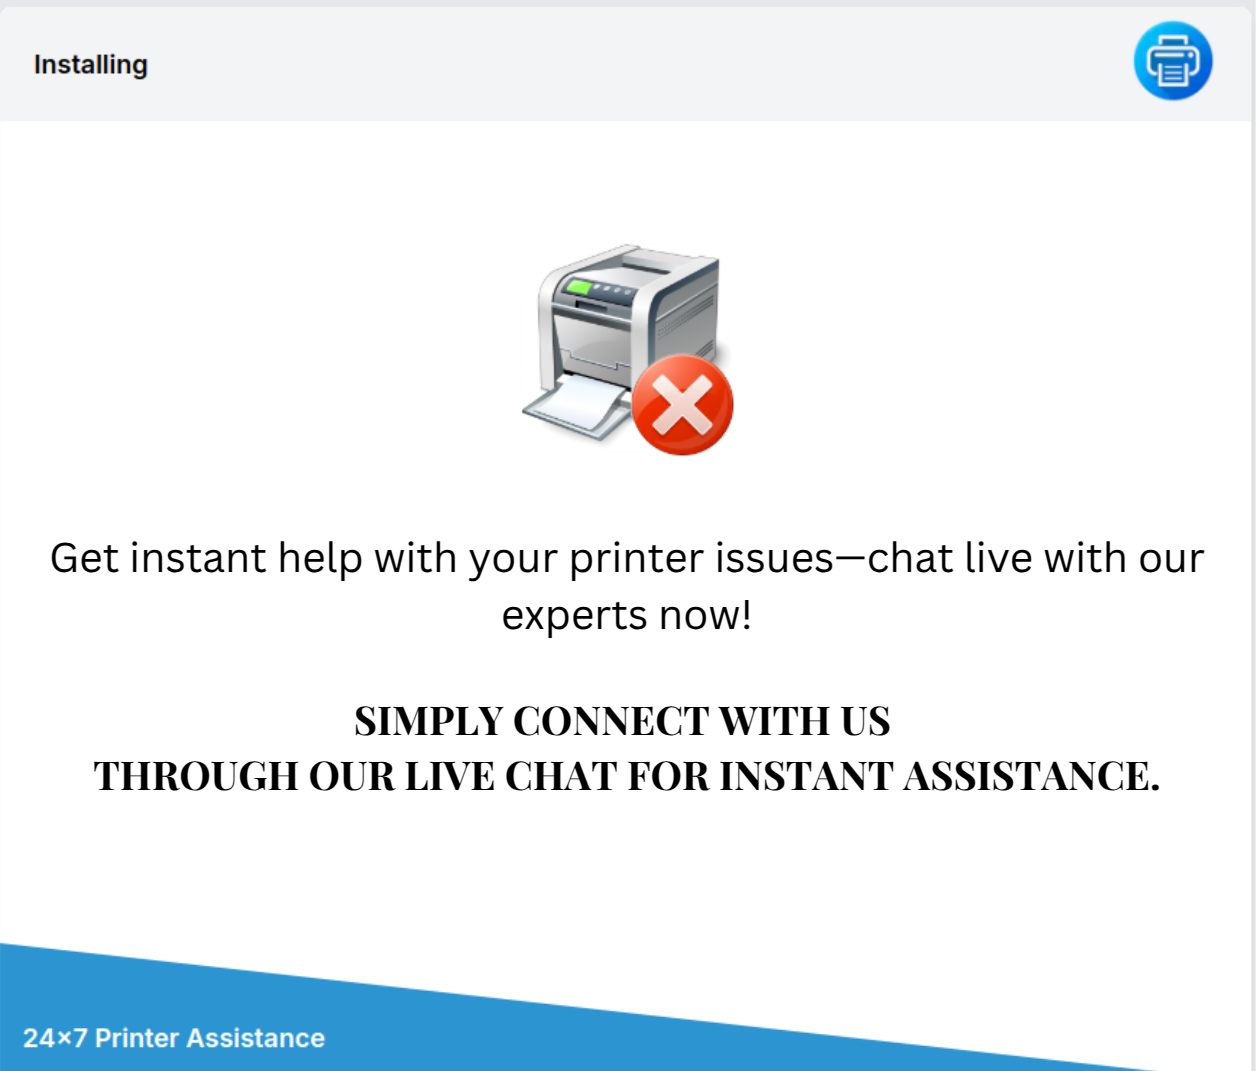 Installing
Get instant help with your printer issues—chat live with our
experts now!
SIMPLY CONNECT WITH US
THROUGH OUR LIVE CHAT FOR INSTANT ASSISTANCE.
24×7 Printer Assistance